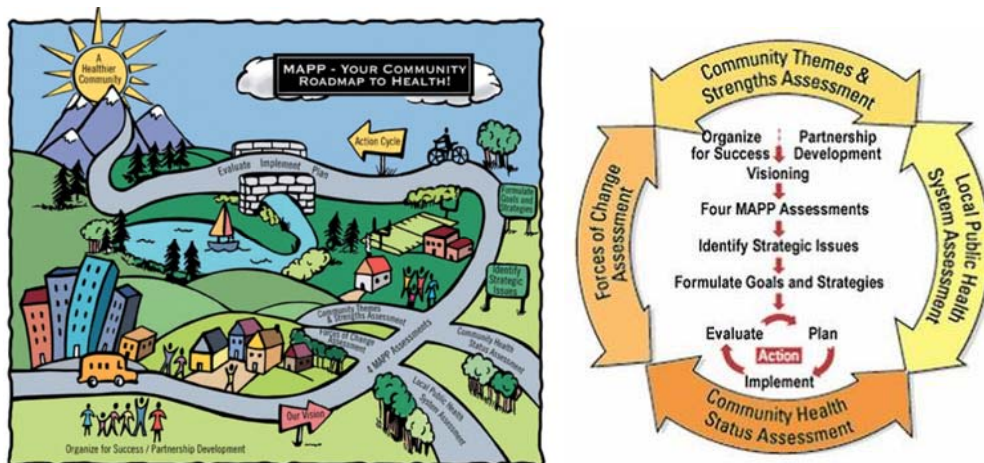 A
Healthier
Community
MAPP - YOUR COMMUNITY
ROADMAP TO HEALTH!
Action Cycle
Evaluate Implement Plan
Formulate
Goals and
Strategies
Identify
Strategic
Issues
Community Themes
& Strengths Assessment
Forces of Change
Assessment
4 MAPP Assessments
Community Health
Status Assessment
Local Public Health
System Assessment
Our Vision
Organize for Success / Partnership Development
Community Themes &
Strengths Assessment
Organize
for Success
Partnership
Development
Visioning
Four MAPP Assessments
Identify Strategic Issues
Formulate Goals and Strategies
Evaluate
Plan
Action
Implement
Forces of Change
Assessment
Local Public Health
System Assessment
Community Health
Status Assessment